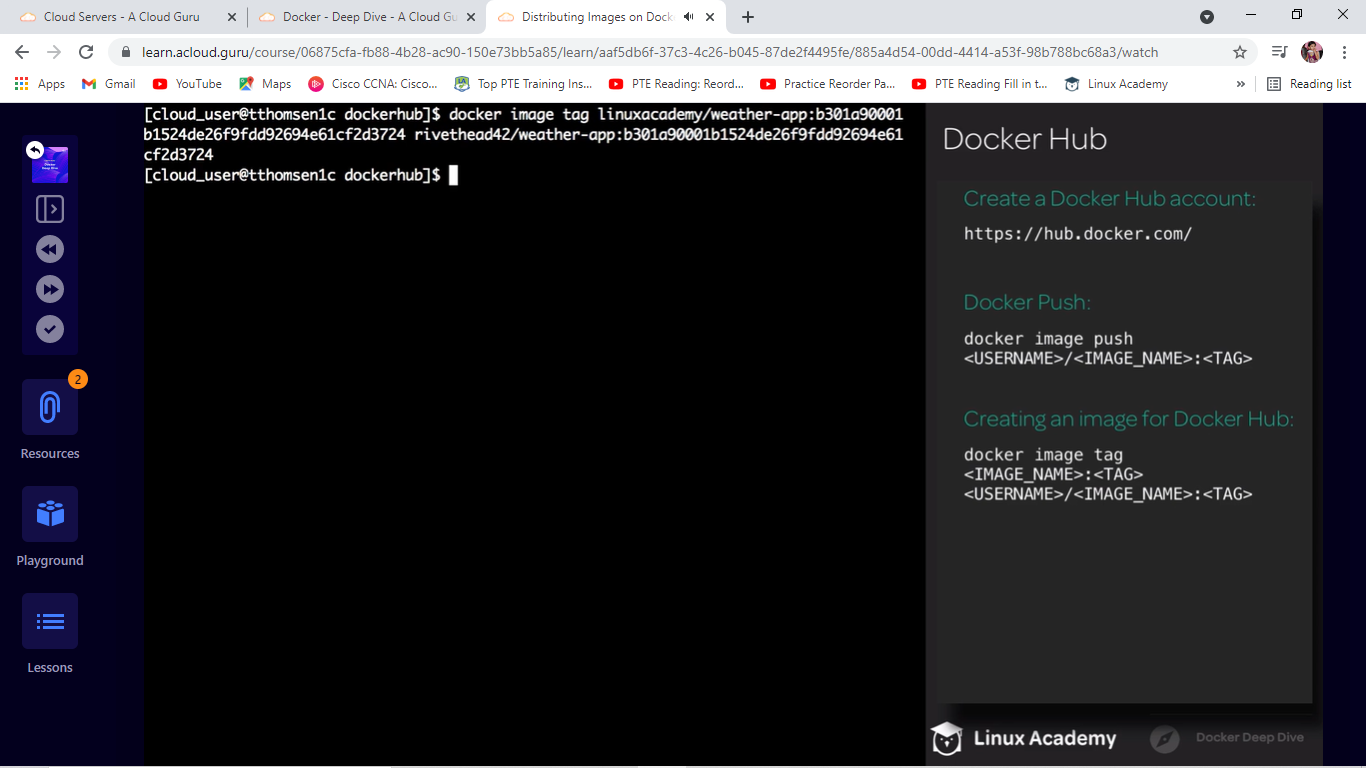 Cloud Servers - A Cloud Guru
Docker - Deep Dive - A Cloud Gu
Distributing Images on Dock
learn.acloud.guru/course/06875cfa-fb88-4b28-ac90-150e73bb5a85/learn/aaf5db6f-37c3-4c26-b045-87de2f4495fe/885a4d54-00dd-4414-a53f-98b788bc68a3/watch
Apps
Gmail
YouTube
Maps
Cisco CCNA: Cisco...
Top PTE Training Ins...
PTE Reading: Reord...
Practice Reorder Pa...
PTE Reading Fill in t...
Linux Academy
»
Reading list
[cloud_user@tthomsen1c dockerhub]$ docker image tag linuxacademy/weather-app:b301a90001
b1524de26f9fdd92694e61cf2d3724 rivethead42/weather-app:b301a90001b1524de26f9fdd92694e61
cf2d3724
[cloud_user@tthomsen1c dockerhub]$
2
Resources
Playground
Lessons
Docker Hub
Create a Docker Hub account:
https://hub.docker.com/
Docker Push:
docker image push
<USERNAME>/<IMAGE_NAME>:<TAG>
Creating an image for Docker Hub:
docker image tag
<IMAGE_NAME>:<TAG>
<USERNAME>/<IMAGE_NAME>:<TAG>
Linux Academy
Docker Deep Dive